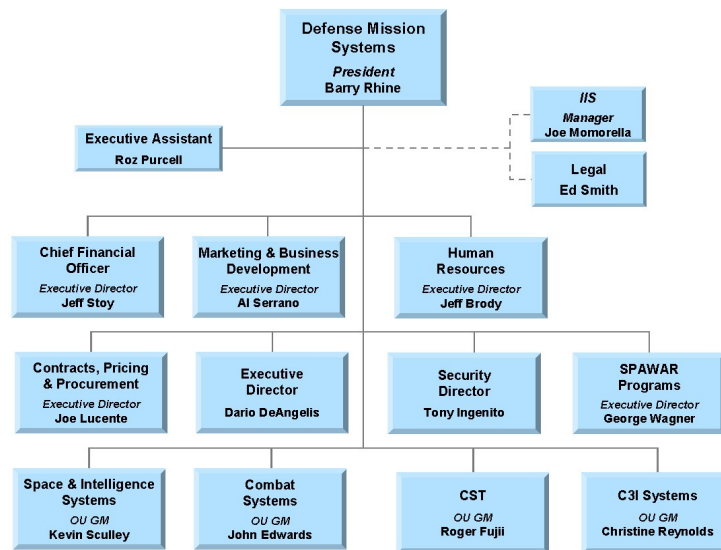 Defense Mission
Systems
President
Barry Rhine
IIS
Manager
Joe Momorella
Executive Assistant
Roz Purcell
Legal
Ed Smith
Chief Financial
Officer
Executive Director
Jeff Stoy
Marketing & Business
Development
Executive Director
Al Serrano
Human
Resources
Executive Director
Jeff Brody
Contracts, Pricing
& Procurement
Executive Director
Joe Lucente
Executive
Director
Dario DeAngelis
Security
Director
Tony Ingenito
SPAWAR
Programs
Executive Director
George Wagner
Space & Intelligence
Systems
OU GM
Kevin Sculley
Combat
Systems
OU GM
John Edwards
CST
OU GM
Roger Fujii
C3I Systems
OU GM
Christine Reynolds